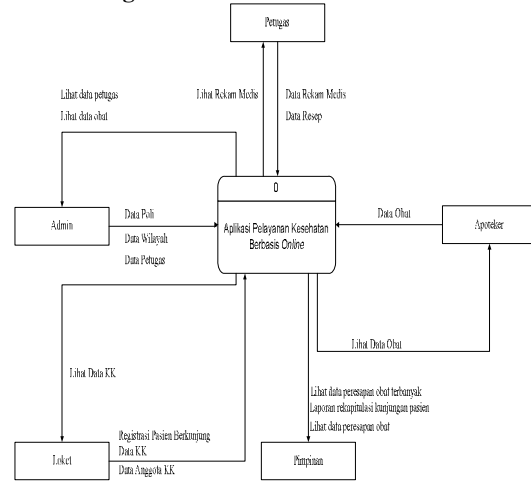 Petugas
Lihat Rekam Medis
Data Rekam Medis
Data Resep
Lihat data petugas
Lihat data obat
0
Aplikasi Pelayanan Kesehatan
Berbasis Online
Admin
Data Poli
Data Wilayah
Data Petugas
Data Obat
Apoteker
Lihat Data Obat
Lihat Data KK
Lihat data peresapan obat terbanyak
Laporan rekapitulasi kunjungan pasien
Lihat data peresapan obat
Registrasi Pasien Berkunjung
Data KK
Data Anggota KK
Loket
Pimpinan